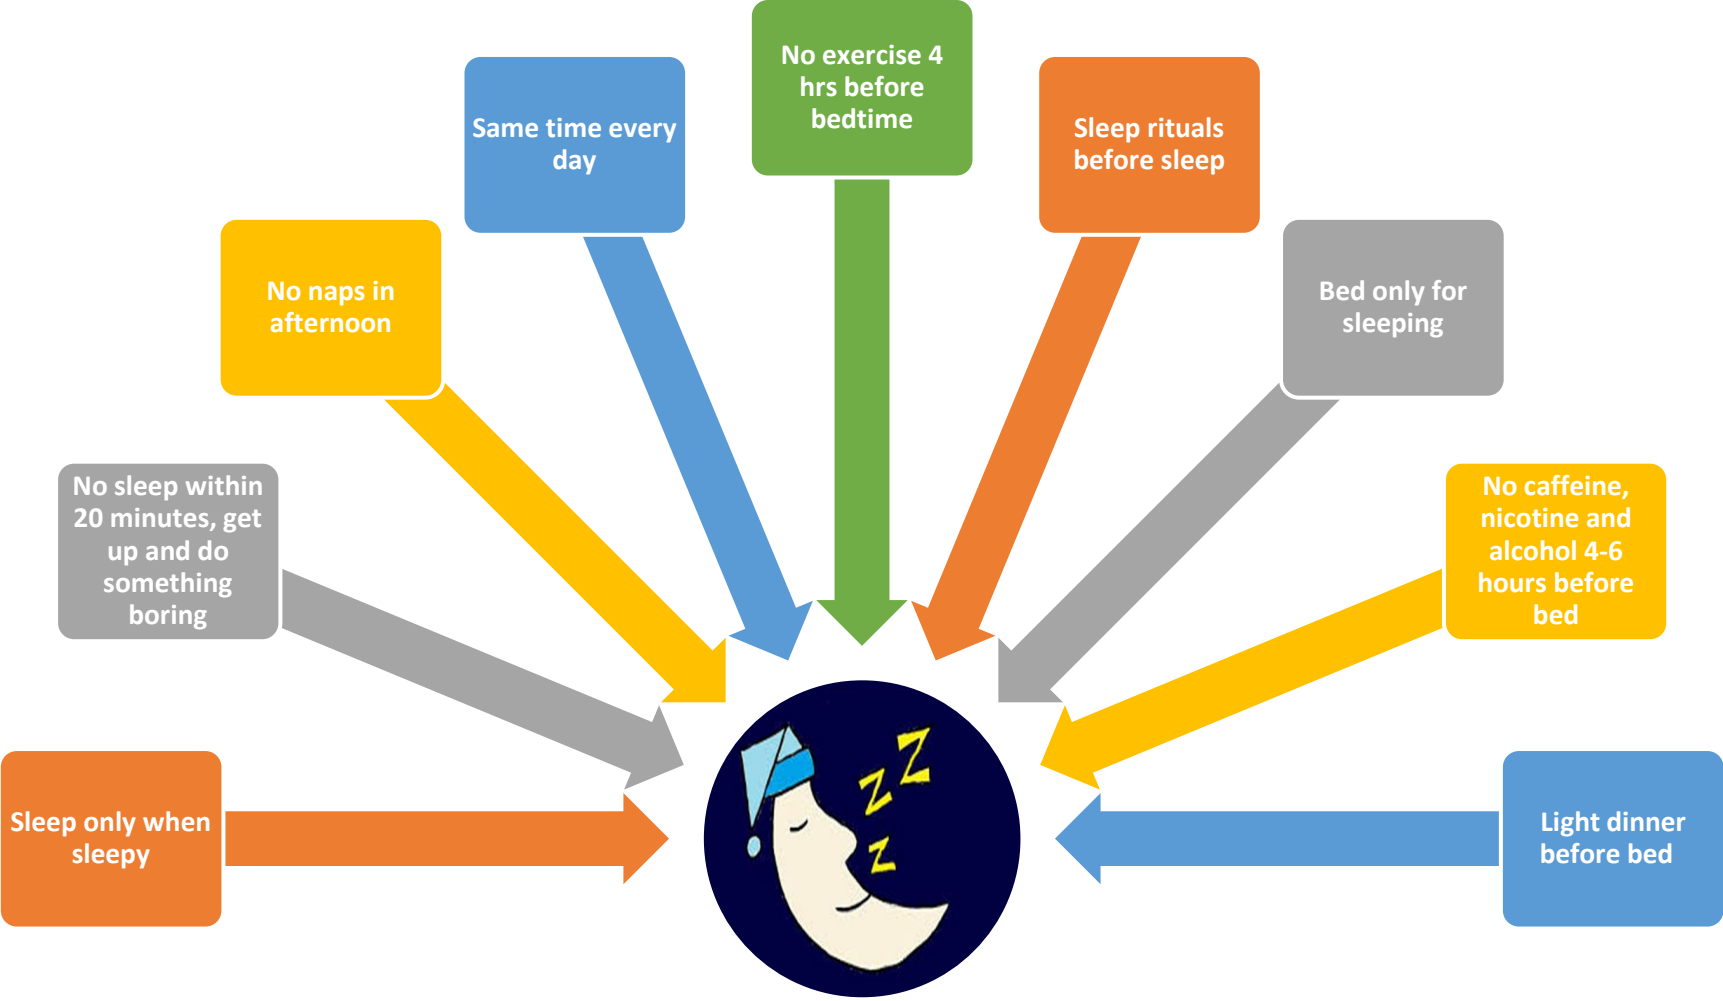 No exercise 4
hrs before
bedtime
Same time every
day
Sleep rituals
before sleep
No naps in
afternoon
Bed only for
sleeping
No sleep within
20 minutes, get
up and do
something
boring
No caffeine,
nicotine and
alcohol 4-6
hours before
bed
Sleep only when
sleepy
Light dinner
before bed
Z
Z
Z